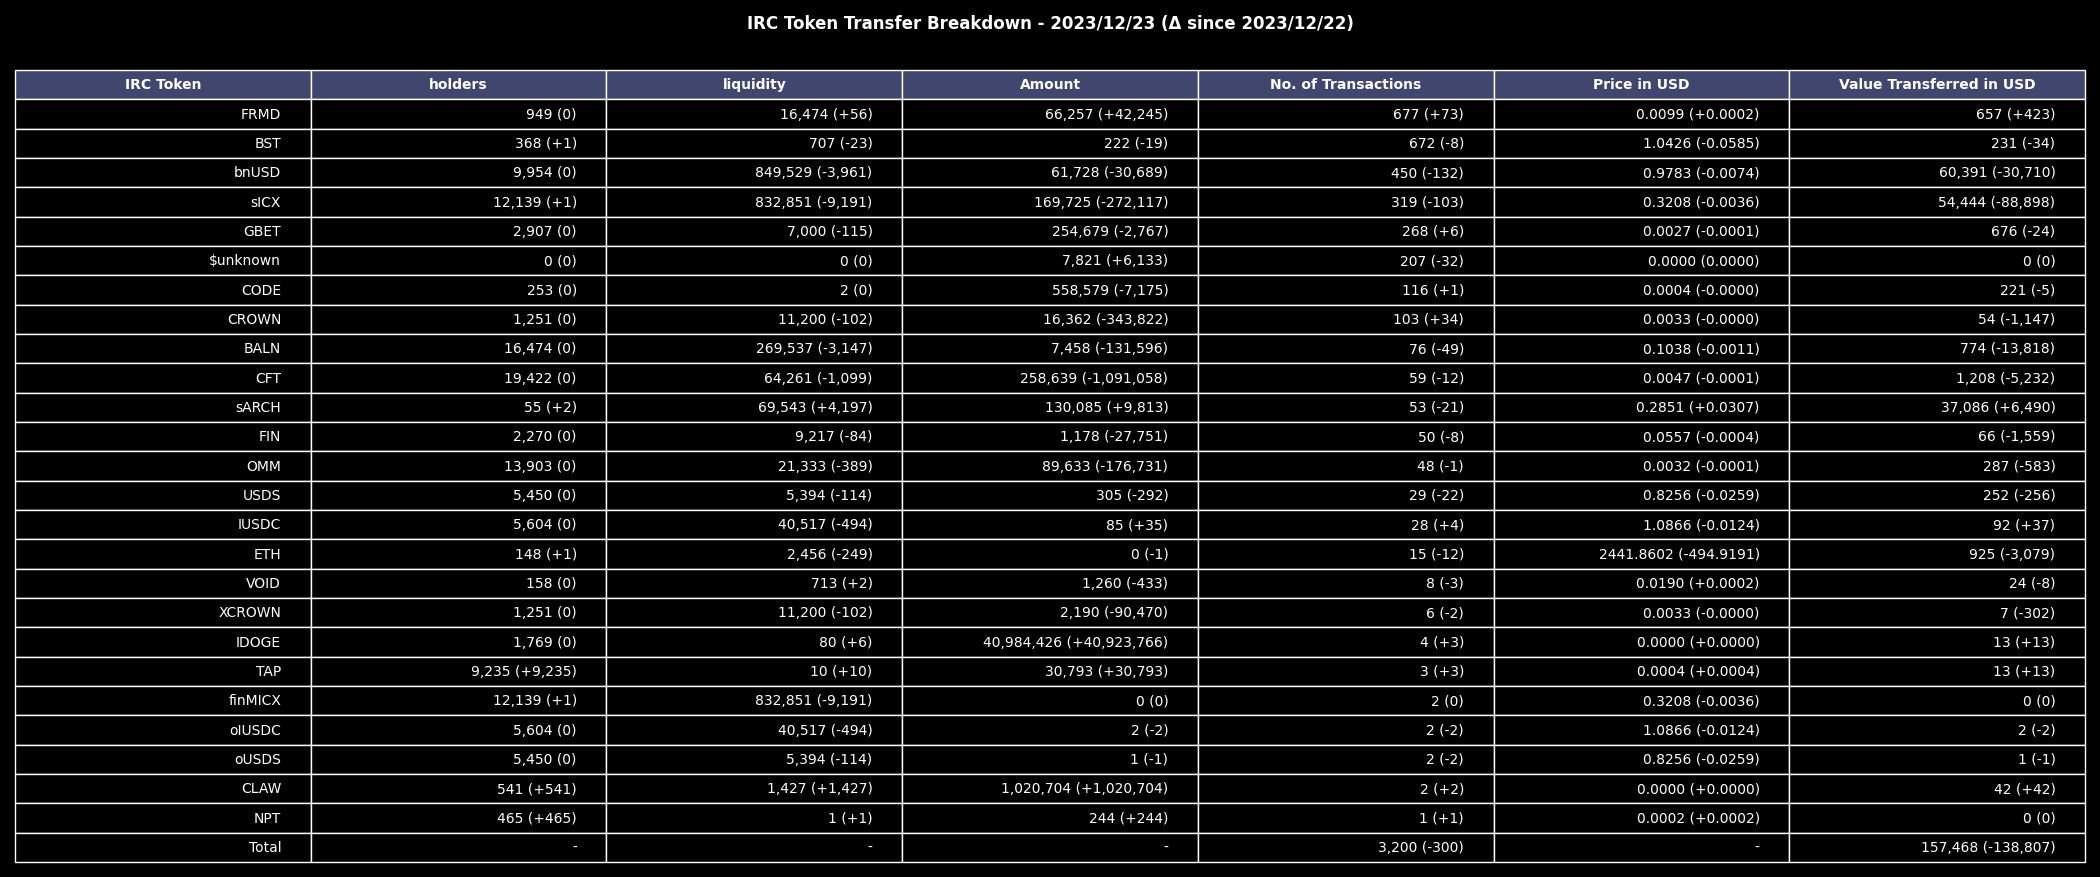 IRC Token Transfer Breakdown - 2023/12/23 (Δ since 2023/12/22)
IRC Token holders liquidity Amount No. of Transactions Price in USD Value Transferred in USD
FRMD 949 (0) 16,474 (+56) 66,257 (+42,245) 677 (+73) 0.0099 (+0.0002) 657 (+423)
BST 368 (+1) 707 (-23) 222 (-19) 672 (-8) 1.0426 (-0.0585) 231 (-34)
bnUSD 9,954 (0) 849,529 (-3,961) 61,728 (-30,689) 450 (-132) 0.9783 (-0.0074) 60,391 (-30,710)
sICX 12,139 (+1) 832,851 (-9,191) 169,725 (-272,117) 319 (-103) 0.3208 (-0.0036) 54,444 (-88,898)
GBET 2,907 (0) 7,000 (-115) 254,679 (-2,767) 268 (+6) 0.0027 (-0.0001) 676 (-24)
$unknown 0 (0) 0 (0) 7,821 (+6,133) 207 (-32) 0.0000 (0.0000) 0 (0)
CODE 253 (0) 2 (0) 558,579 (-7,175) 116 (+1) 0.0004 (-0.0000) 221 (-5)
CROWN 1,251 (0) 11,200 (-102) 16,362 (-343,822) 103 (+34) 0.0033 (-0.0000) 54 (-1,147)
BALN 16,474 (0) 269,537 (-3,147) 7,458 (-131,596) 76 (-49) 0.1038 (-0.0011) 774 (-13,818)
CFT 19,422 (0) 64,261 (-1,099) 258,639 (-1,091,058) 59 (-12) 0.0047 (-0.0001) 1,208 (-5,232)
sARCH 55 (+2) 69,543 (+4,197) 130,085 (+9,813) 53 (-21) 0.2851 (+0.0307) 37,086 (+6,490)
FIN 2,270 (0) 9,217 (-84) 1,178 (-27,751) 50 (-8) 0.0557 (-0.0004) 66 (-1,559)
OMM 13,903 (0) 21,333 (-389) 89,633 (-176,731) 48 (-1) 0.0032 (-0.0001) 287 (-583)
USDS 5,450 (0) 5,394 (-114) 305 (-292) 29 (-22) 0.8256 (-0.0259) 252 (-256)
IUSDC 5,604 (0) 40,517 (-494) 85 (+35) 28 (+4) 1.0866 (-0.0124) 92 (+37)
ETH 148 (+1) 2,456 (-249) 0 (-1) 15 (-12) 2441.8602 (-494.9191) 925 (-3,079)
VOID 158 (0) 713 (+2) 1,260 (-433) 8 (-3) 0.0190 (+0.0002) 24 (-8)
XCROWN 1,251 (0) 11,200 (-102) 2,190 (-90,470) 6 (-2) 0.0033 (-0.0000) 7 (-302)
IDOGE 1,769 (0) 80 (+6) 40,984,426 (+40,923,766) 4 (+3) 0.0000 (+0.0000) 13 (+13)
TAP 9,235 (+9,235) 10 (+10) 30,793 (+30,793) 3 (+3) 0.0004 (+0.0004) 13 (+13)
finMICX 12,139 (+1) 832,851 (-9,191) 0 (0) 2 (0) 0.3208 (-0.0036) 0 (0)
oIUSDC 5,604 (0) 40,517 (-494) 2 (-2) 2 (-2) 1.0866 (-0.0124) 2 (-2)
oUSDS 5,450 (0) 5,394 (-114) 1 (-1) 2 (-2) 0.8256 (-0.0259) 1 (-1)
CLAW 541 (+541) 1,427 (+1,427) 1,020,704 (+1,020,704) 2 (+2) 0.0000 (+0.0000) 42 (+42)
NPT 465 (+465) 1 (+1) 244 (+244) 1 (+1) 0.0002 (+0.0002) 0 (0)
Total - - - 3,200 (-300) - 157,468 (-138,807)